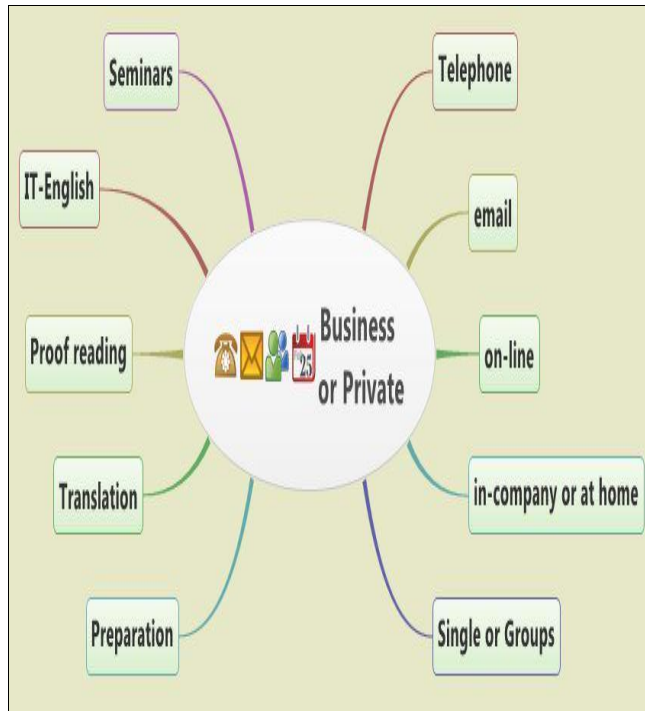 Seminars
Telephone
IT-English
email
Business
or Private
25
Proof reading
on-line
Translation
in-company or at home
Preparation
Single or Groups